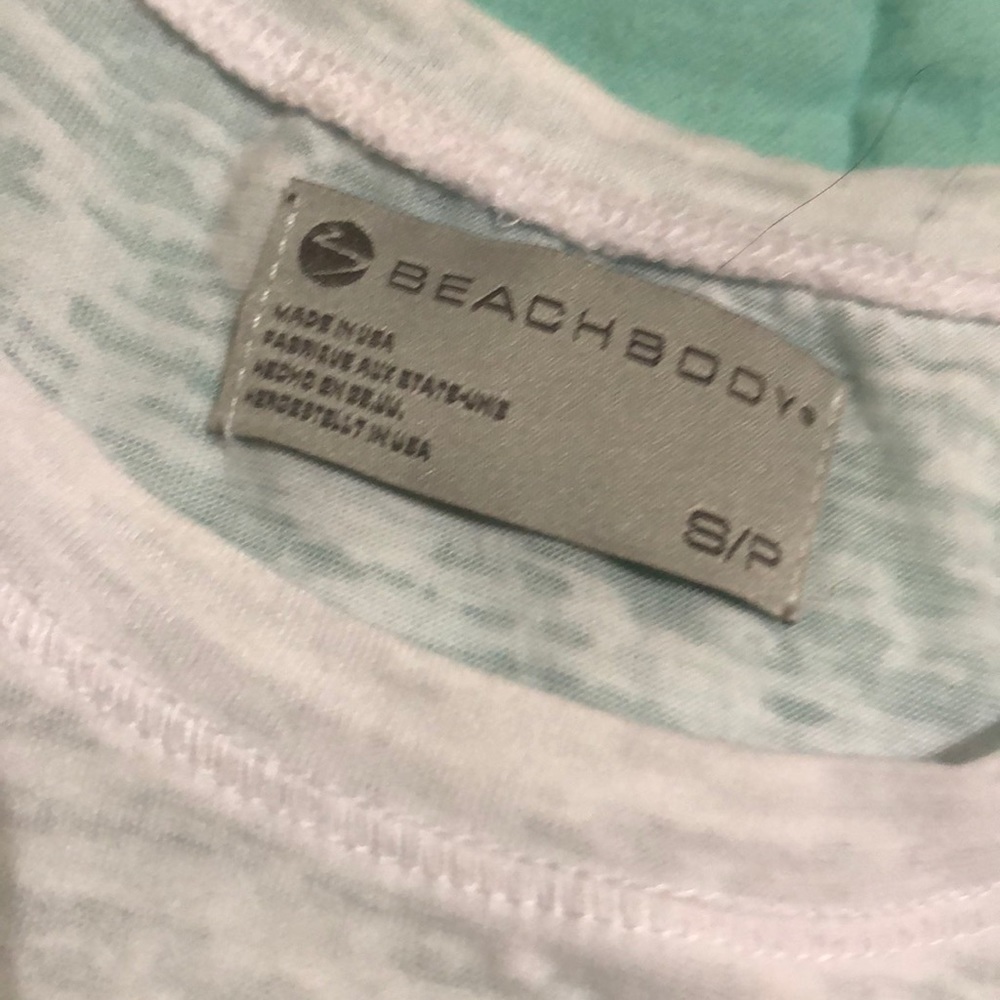 BEACHBODY®
MADE IN USA
FABRIQUE AUX ETATS-UNIS
HECHO EN EE.UU.
HERGESTELLT IN USA
S/P